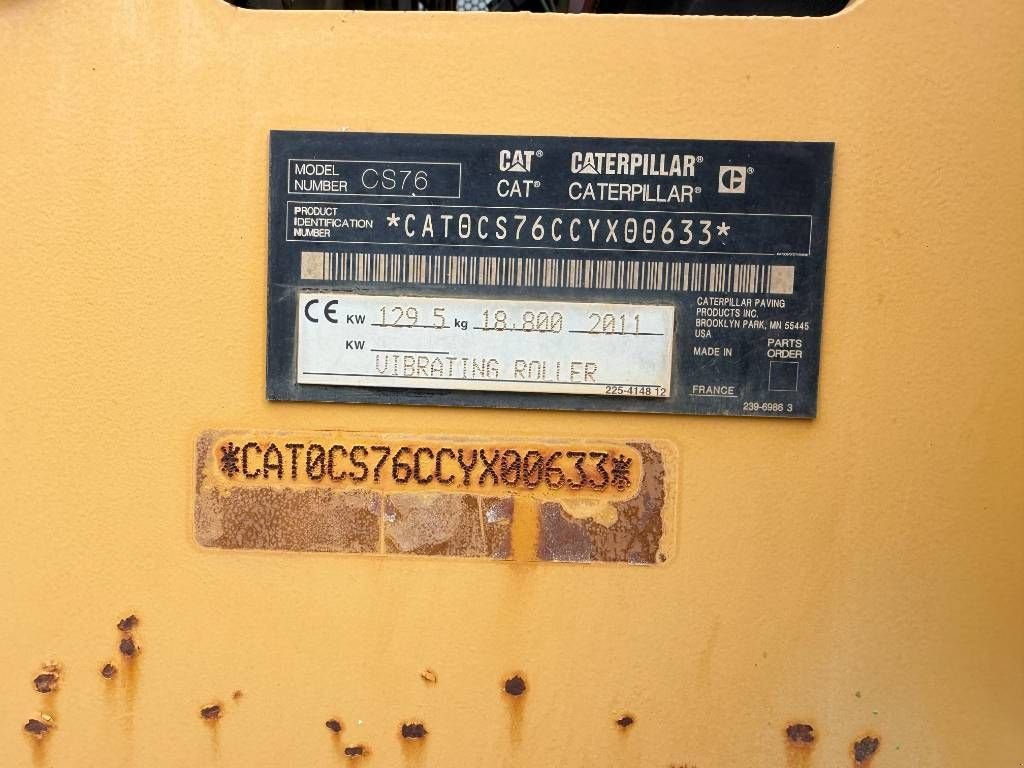 MODEL NUMBER CS76
CAT® CATERPILLAR®
CAT® CATERPILLAR®
PRODUCT IDENTIFICATION NUMBER *CAT0CS76CCYX00633*
CE KW 129.5 kg 18.800 2011
KW
VIBRATING ROLLER
225-4148 12
CATERPILLAR PAVING
PRODUCTS INC.
BROOKLYN PARK, MN 55445
USA
MADE IN
FRANCE
PARTS
ORDER
239-6986 3
*CAT0CS76CCYX00633*